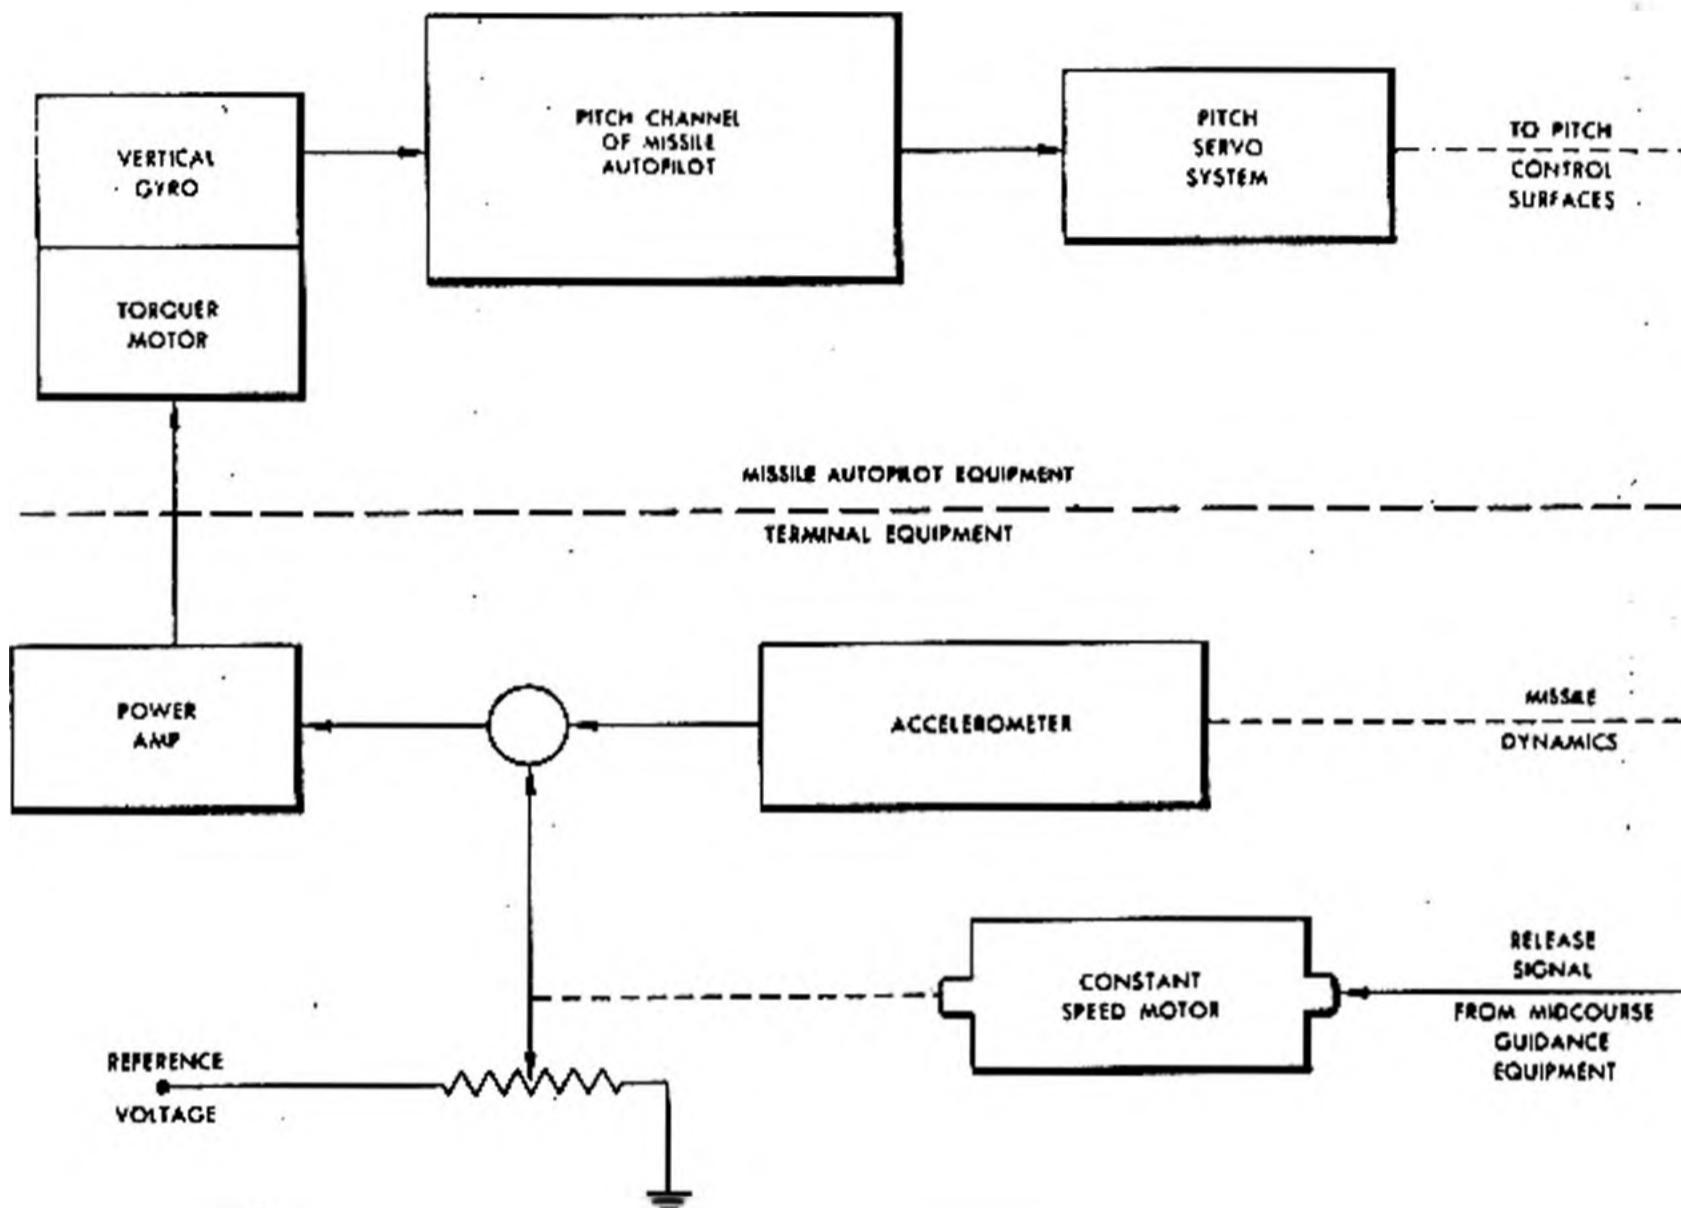 VERTICAL
GYRO
TORQUER
MOTOR
PITCH CHANNEL
OF MISSILE
AUTOPILOT
PITCH
SERVO
SYSTEM
TO PITCH
CONTROL
SURFACES
MISSILE AUTOPILOT EQUIPMENT
TERMINAL EQUIPMENT
POWER
AMP
ACCELEROMETER
MISSILE
DYNAMICS
CONSTANT
SPEED MOTOR
RELEASE
SIGNAL
FROM MIDCOURSE
GUIDANCE
EQUIPMENT
REFERENCE
VOLTAGE